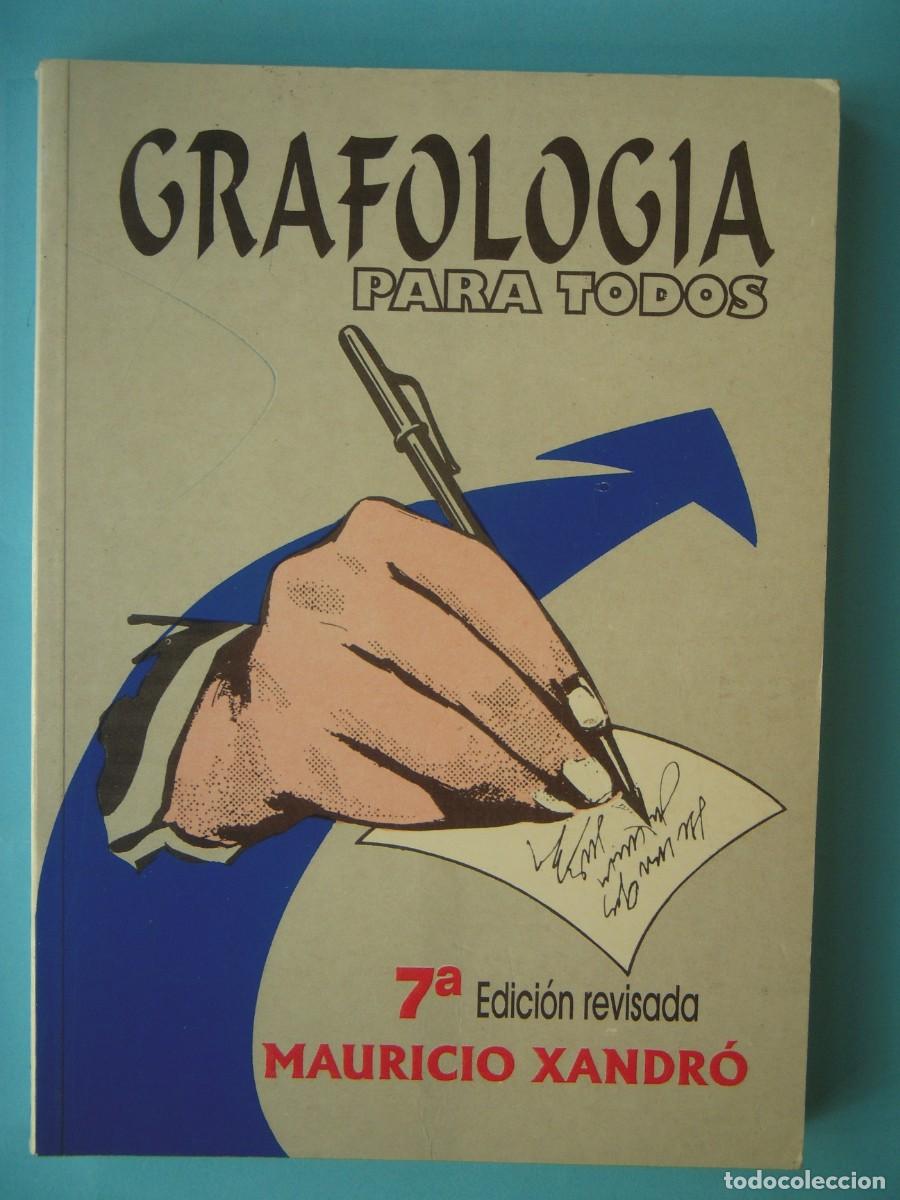 GRAFOLOGIA
PARA TODOS
7ª Edición revisada
MAURICIO XANDRÓ
todocoleccion